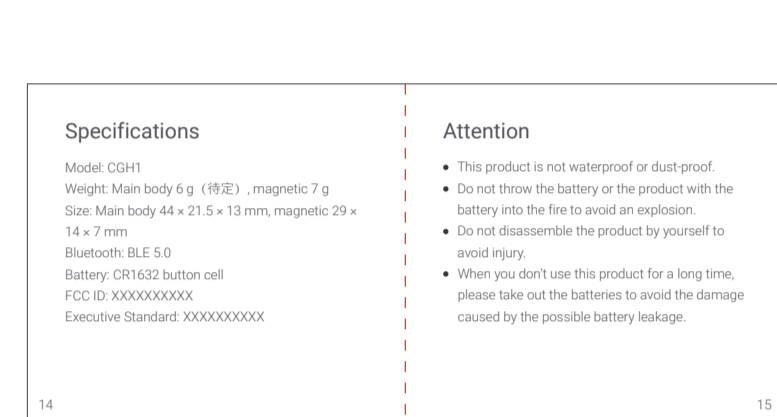 Specifications
Model: CGH1
Weight: Main body 6 g（待定）, magnetic 7 g
Size: Main body 44 × 21.5 × 13 mm, magnetic 29 ×
14 × 7 mm
Bluetooth: BLE 5.0
Battery: CR1632 button cell
FCC ID: XXXXXXXXXX
Executive Standard: XXXXXXXXXX
14
Attention
• This product is not waterproof or dust-proof.
• Do not throw the battery or the product with the
battery into the fire to avoid an explosion.
• Do not disassemble the product by yourself to
avoid injury.
• When you don't use this product for a long time,
please take out the batteries to avoid the damage
caused by the possible battery leakage.
15